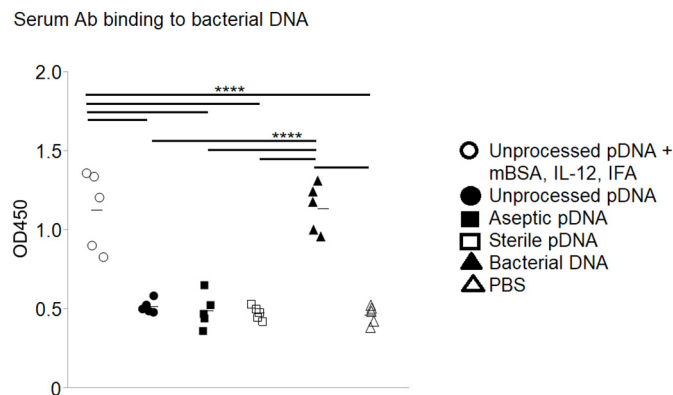 Serum Ab binding to bacterial DNA
2.0
1.5
1.0
0.5
0
OD450
****
****
Unprocessed pDNA +
mBSA, IL-12, IFA
Unprocessed pDNA
Aseptic pDNA
Sterile pDNA
Bacterial DNA
PBS